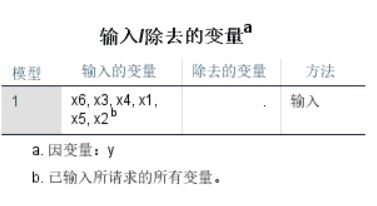 输入/除去的变量a
模型 输入的变量 除去的变量 方法
1 x6, x3, x4, x1, . 输入
x5, x2b
a. 因变量：y
b. 已输入所请求的所有变量。